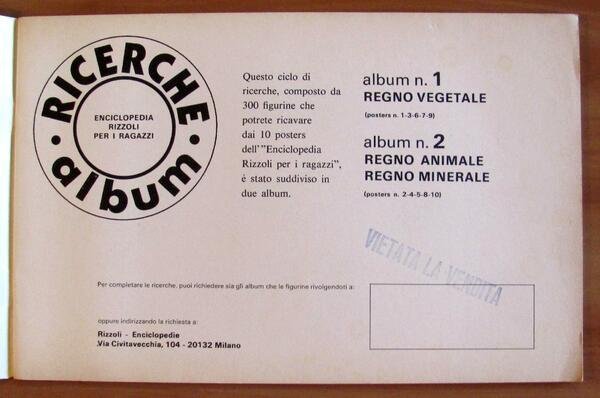 RICERCHE
album
ENCICLOPEDIA
RIZZOLI
PER I RAGAZZI
Questo ciclo di
ricerche, composto da
300 figurine che
potrete ricavare
dai 10 posters
dell'"Enciclopedia
Rizzoli per i ragazzi",
è stato suddiviso in
due album.
album n. 1
REGNO VEGETALE
(posters n. 1-3-6-7-9)
album n. 2
REGNO ANIMALE
REGNO MINERALE
(posters n. 2-4-5-8-10)
VIETATA LA VENDITA
Per completare le ricerche, puoi richiedere sia gli album che le figurine rivolgendoti a:
oppure indirizzando la richiesta a:
Rizzoli - Enciclopedie
Via Civitavecchia, 104 - 20132 Milano